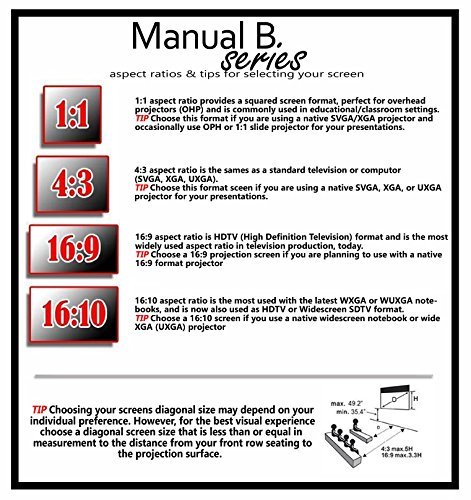 Manual B.
series
aspect ratios & tips for selecting your screen
1:1
1:1 aspect ratio provides a squared screen format, perfect for overhead
projectors (OHP) and is commonly used in educational/classroom settings.
TIP Choose this format if you are using a native SVGA/XGA projector and
occasionally use OPH or 1:1 slide projector for your presentations.
4:3
4:3 aspect ratio is the sames as a standard television or computor
(SVGA, XGA, UXGA).
TIP Choose this format sceen if you are using a native SVGA, XGA, or UXGA
projector for your presentations.
16:9
16:9 aspect ratio is HDTV (High Definition Television) format and is the most
widely used aspect ratio in television production, today.
TIP Choose a 16:9 projection screen if you are planning to use with a native
16:9 format projector
16:10
16:10 aspect ratio is the most used with the latest WXGA or WUXGA note-
books, and is now also used as HDTV or Widescreen SDTV format.
TIP Choose a 16:10 screen if you use a native widescreen notebook or wide
XGA (UXGA) projector
TIP Choosing your screens diagonal size may depend on your
individual preference. However, for the best visual experience
choose a diagonal screen size that is less than or equal in
measurement to the distance from your front row seating to
the projection surface.
max. 49.2"
min. 35.4"
D
H
4:3 max.5H
16:9 max.3.3H